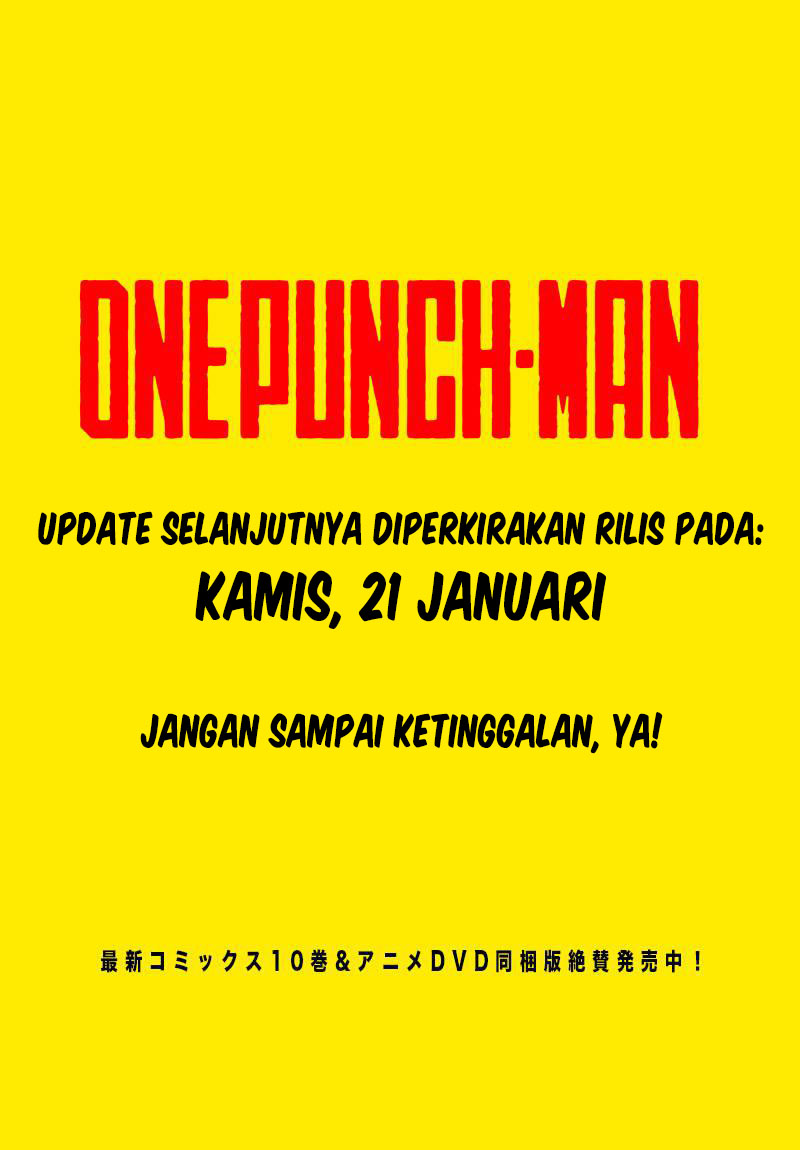 ONEPUNCH-MAN
UPDATE SELANJUTNYA DIPERKIRAKAN RILIS PADA:
KAMIS, 21 JANUARI
JANGAN SAMPAI KETINGGALAN, YA!
最新コミックス10巻&アニメDVD同梱版絶賛発売中!